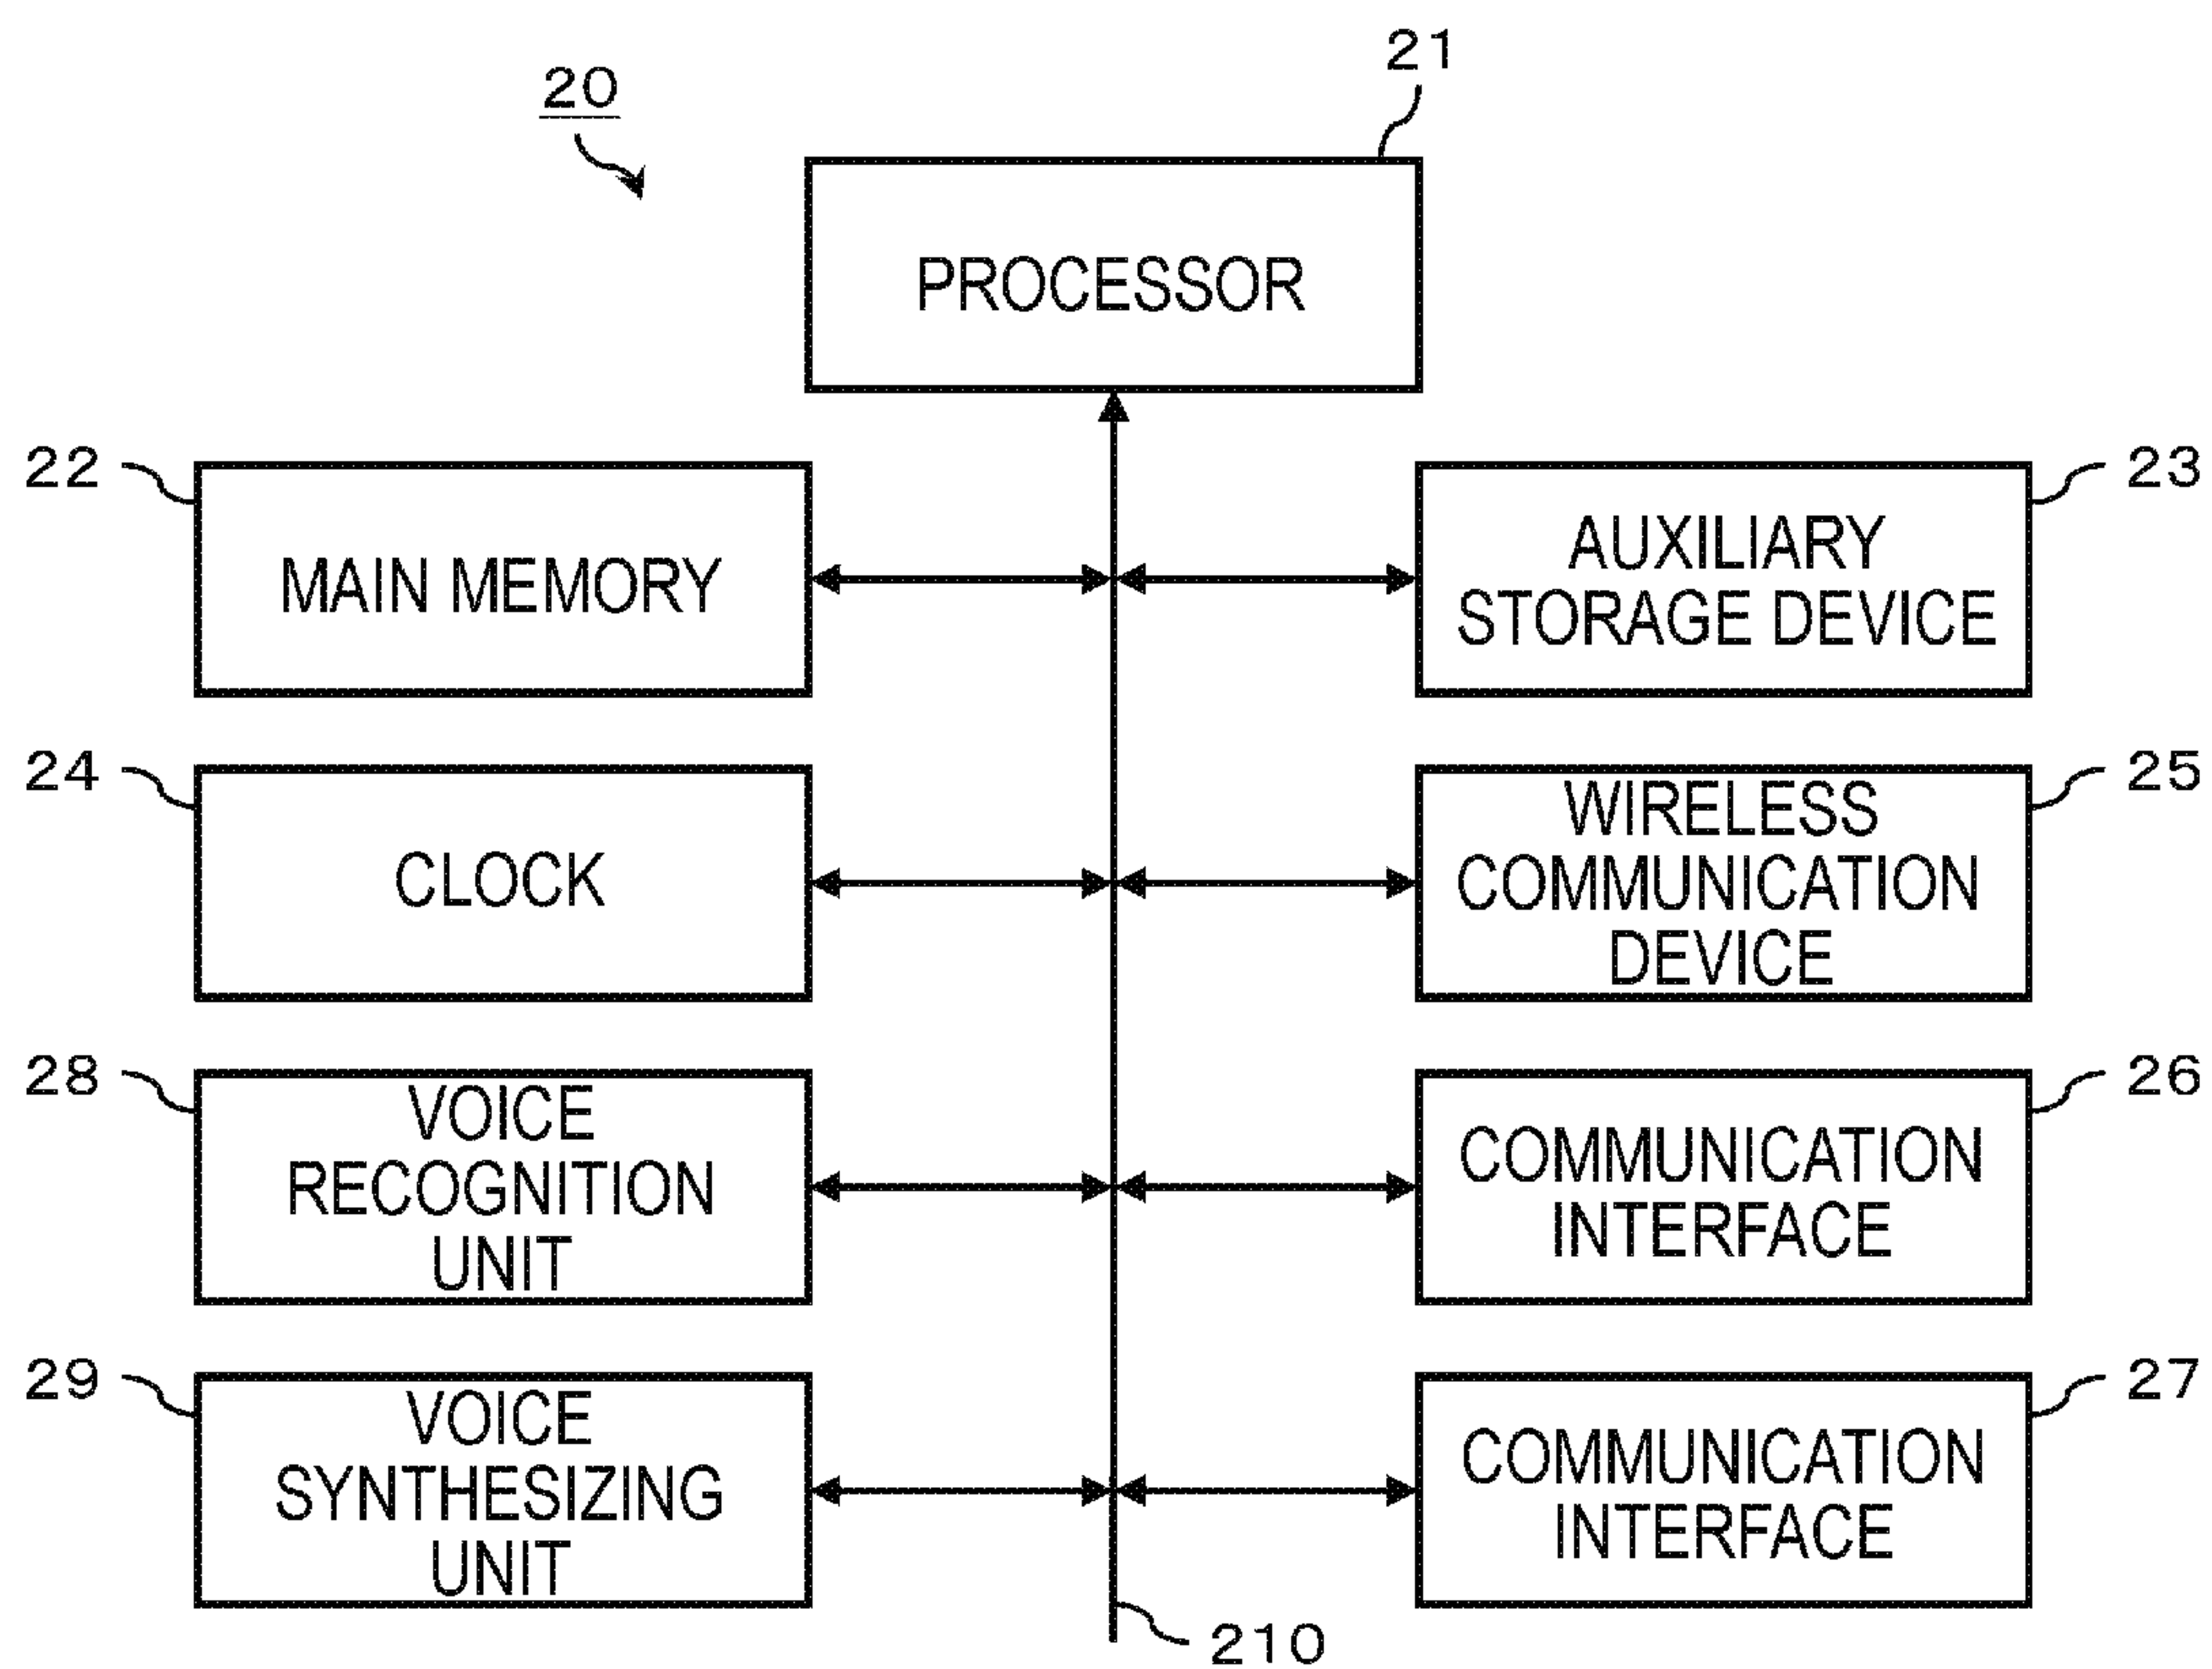 20
21
PROCESSOR
22
MAIN MEMORY
23
AUXILIARY
STORAGE DEVICE
24
CLOCK
25
WIRELESS
COMMUNICATION
DEVICE
28
VOICE
RECOGNITION
UNIT
26
COMMUNICATION
INTERFACE
29
VOICE
SYNTHESIZING
UNIT
27
COMMUNICATION
INTERFACE
210